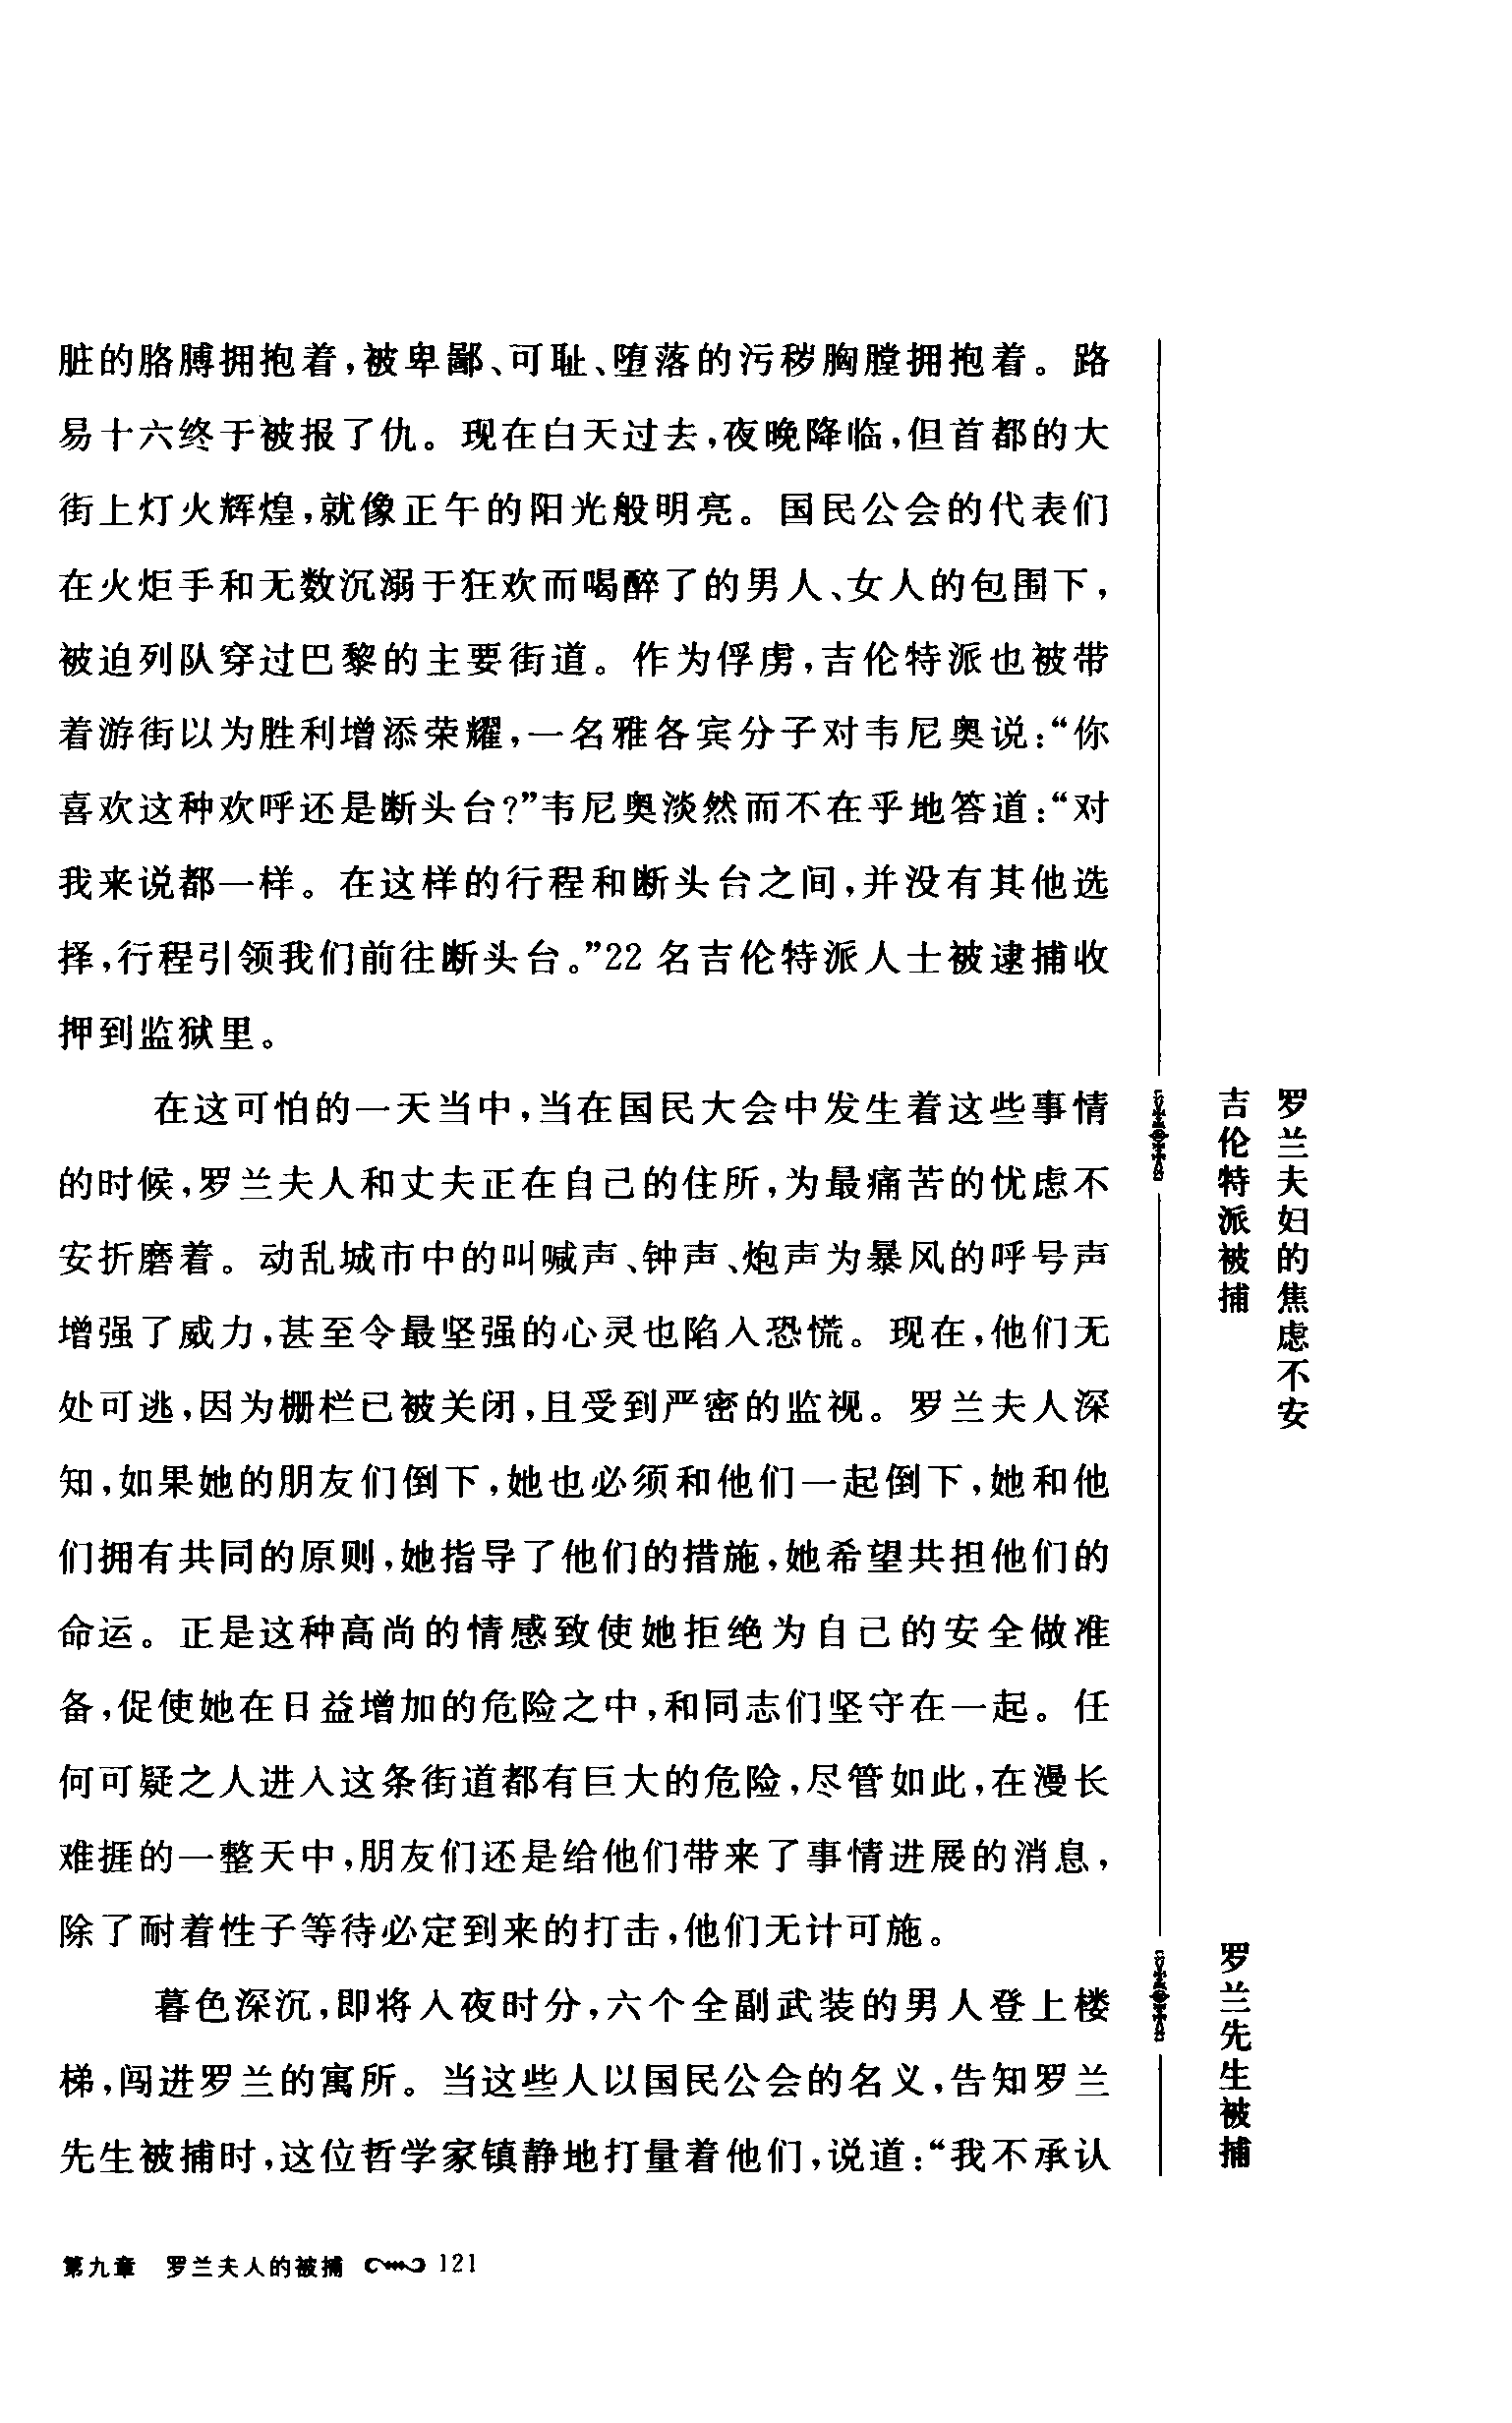 脏的胳膊拥抱着,被卑鄙、可耻、堕落的污秽胸膛拥抱着。路
易十六终于被报了仇。现在白天过去,夜晚降临,但首都的大
街上灯火辉煌,就像正午的阳光般明亮。国民公会的代表们
在火炬手和无数沉溺于狂欢而喝醉了的男人、女人的包围下,
被迫列队穿过巴黎的主要街道。作为俘虏,吉伦特派也被带
着游街以为胜利增添荣耀,一名雅各宾分子对韦尼奥说:“你
喜欢这种欢呼还是断头台?”韦尼奥淡然而不在乎地答道:“对
我来说都一样。在这样的行程和断头台之间,并没有其他选
择,行程引领我们前往断头台。”22 名吉伦特派人士被逮捕收
押到监狱里。
在这可怕的一天当中,当在国民大会中发生着这些事情
的时候,罗兰夫人和丈夫正在自己的住所,为最痛苦的忧虑不
安折磨着。动乱城市中的叫喊声、钟声、炮声为暴风的呼号声
增强了威力,甚至令最坚强的心灵也陷入恐慌。现在,他们无
处可逃,因为栅栏已被关闭,且受到严密的监视。罗兰夫人深
知,如果她的朋友们倒下,她也必须和他们一起倒下,她和他
们拥有共同的原则,她指导了他们的措施,她希望共担他们的
命运。正是这种高尚的情感致使她拒绝为自己的安全做准
备,促使她在日益增加的危险之中,和同志们坚守在一起。任
何可疑之人进入这条街道都有巨大的危险,尽管如此,在漫长
难捱的一整天中,朋友们还是给他们带来了事情进展的消息,
除了耐着性子等待必定到来的打击,他们无计可施。
暮色深沉,即将入夜时分,六个全副武装的男人登上楼
梯,闯进罗兰的寓所。当这些人以国民公会的名义,告知罗兰
先生被捕时,这位哲学家镇静地打量着他们,说道:“我不承认
罗兰夫妇的焦虑不安
吉伦特派被捕
罗兰先生被捕
第九章 罗兰夫人的被捕 121